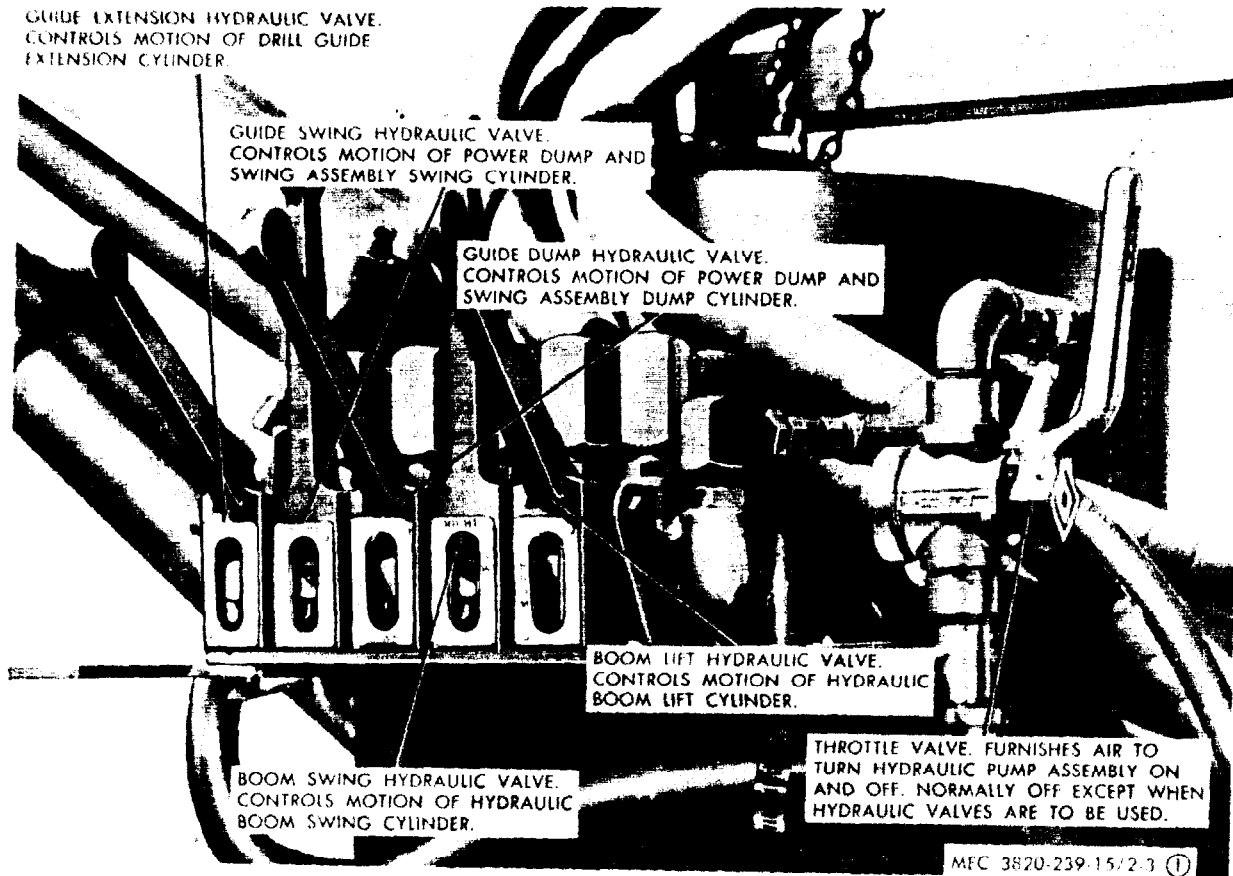 GUIDE EXTENSION HYDRAULIC VALVE.
CONTROLS MOTION OF DRILL GUIDE
EXTENSION CYLINDER.
GUIDE SWING HYDRAULIC VALVE.
CONTROLS MOTION OF POWER DUMP AND
SWING ASSEMBLY SWING CYLINDER.
GUIDE DUMP HYDRAULIC VALVE.
CONTROLS MOTION OF POWER DUMP AND
SWING ASSEMBLY DUMP CYLINDER.
BOOM LIFT HYDRAULIC VALVE.
CONTROLS MOTION OF HYDRAULIC
BOOM LIFT CYLINDER.
THROTTLE VALVE. FURNISHES AIR TO
TURN HYDRAULIC PUMP ASSEMBLY ON
AND OFF. NORMALLY OFF EXCEPT WHEN
HYDRAULIC VALVES ARE TO BE USED.
BOOM SWING HYDRAULIC VALVE.
CONTROLS MOTION OF HYDRAULIC
BOOM SWING CYLINDER.
MEC 3820-239-15/2-3 ①